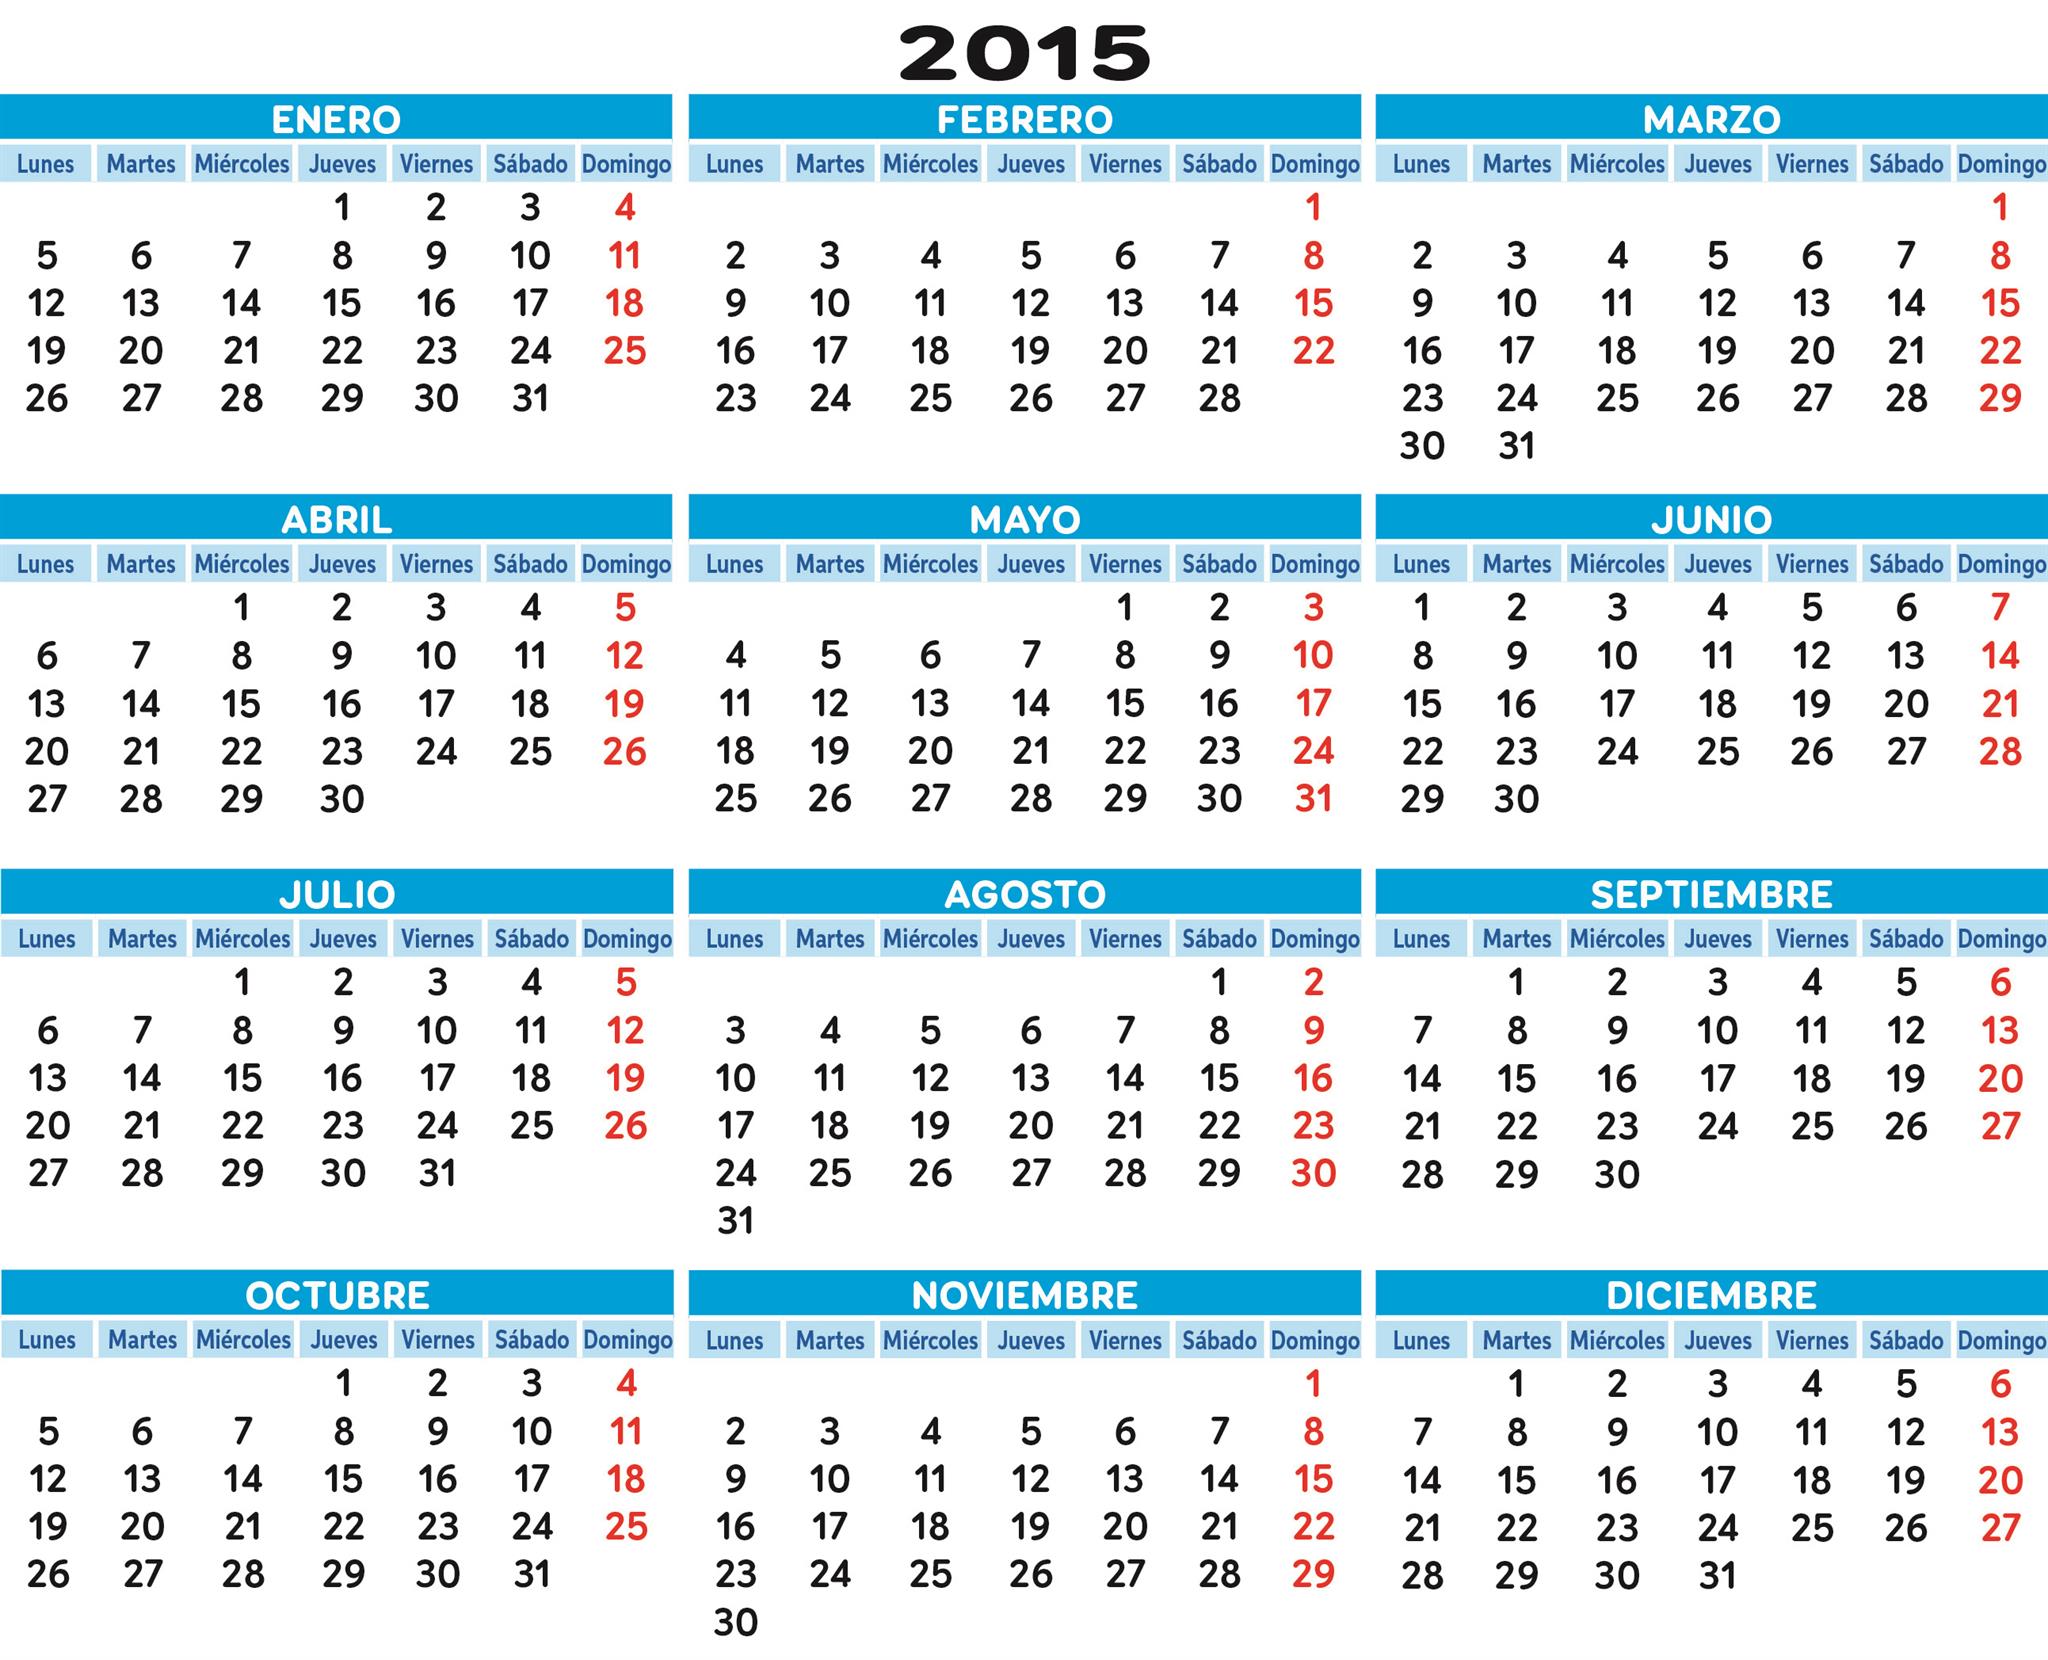 2015
ENERO
Lunes Martes Miércoles Jueves Viernes Sábado Domingo
1 2 3 4
5 6 7 8 9 10 11
12 13 14 15 16 17 18
19 20 21 22 23 24 25
26 27 28 29 30 31
FEBRERO
Lunes Martes Miércoles Jueves Viernes Sábado Domingo
1
2 3 4 5 6 7 8
9 10 11 12 13 14 15
16 17 18 19 20 21 22
23 24 25 26 27 28
MARZO
Lunes Martes Miércoles Jueves Viernes Sábado Domingo
1
2 3 4 5 6 7 8
9 10 11 12 13 14 15
16 17 18 19 20 21 22
23 24 25 26 27 28 29
30 31
ABRIL
Lunes Martes Miércoles Jueves Viernes Sábado Domingo
1 2 3 4 5
6 7 8 9 10 11 12
13 14 15 16 17 18 19
20 21 22 23 24 25 26
27 28 29 30
MAYO
Lunes Martes Miércoles Jueves Viernes Sábado Domingo
1 2 3
4 5 6 7 8 9 10
11 12 13 14 15 16 17
18 19 20 21 22 23 24
25 26 27 28 29 30 31
JUNIO
Lunes Martes Miércoles Jueves Viernes Sábado Domingo
1 2 3 4 5 6 7
8 9 10 11 12 13 14
15 16 17 18 19 20 21
22 23 24 25 26 27 28
29 30
JULIO
Lunes Martes Miércoles Jueves Viernes Sábado Domingo
1 2 3 4 5
6 7 8 9 10 11 12
13 14 15 16 17 18 19
20 21 22 23 24 25 26
27 28 29 30 31
AGOSTO
Lunes Martes Miércoles Jueves Viernes Sábado Domingo
1 2
3 4 5 6 7 8 9
10 11 12 13 14 15 16
17 18 19 20 21 22 23
24 25 26 27 28 29 30
31
SEPTIEMBRE
Lunes Martes Miércoles Jueves Viernes Sábado Domingo
1 2 3 4 5 6
7 8 9 10 11 12 13
14 15 16 17 18 19 20
21 22 23 24 25 26 27
28 29 30
OCTUBRE
Lunes Martes Miércoles Jueves Viernes Sábado Domingo
1 2 3 4
5 6 7 8 9 10 11
12 13 14 15 16 17 18
19 20 21 22 23 24 25
26 27 28 29 30 31
NOVIEMBRE
Lunes Martes Miércoles Jueves Viernes Sábado Domingo
1
2 3 4 5 6 7 8
9 10 11 12 13 14 15
16 17 18 19 20 21 22
23 24 25 26 27 28 29
30
DICIEMBRE
Lunes Martes Miércoles Jueves Viernes Sábado Domingo
1 2 3 4 5 6
7 8 9 10 11 12 13
14 15 16 17 18 19 20
21 22 23 24 25 26 27
28 29 30 31